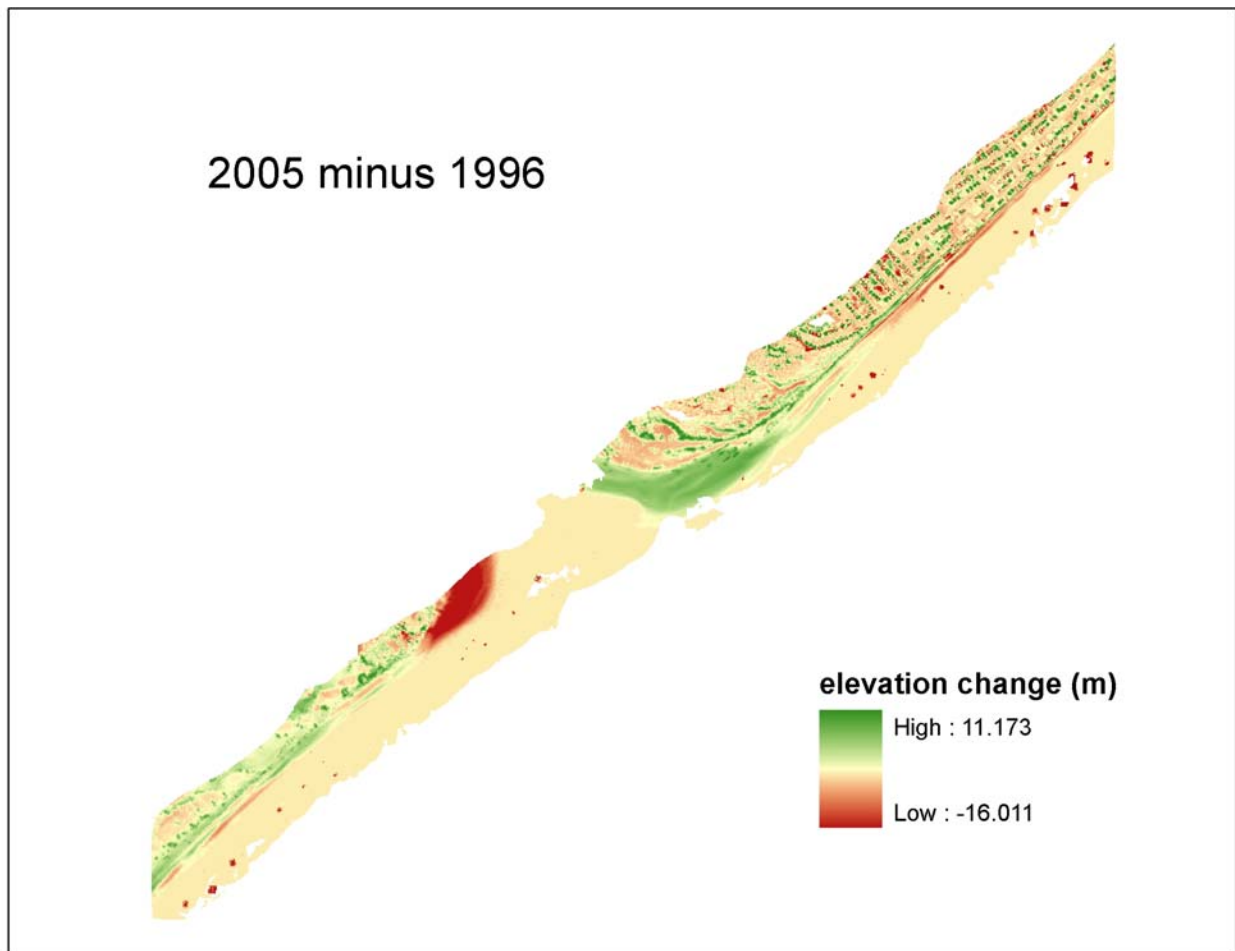 2005 minus 1996
elevation change (m)
High : 11.173
Low : -16.011